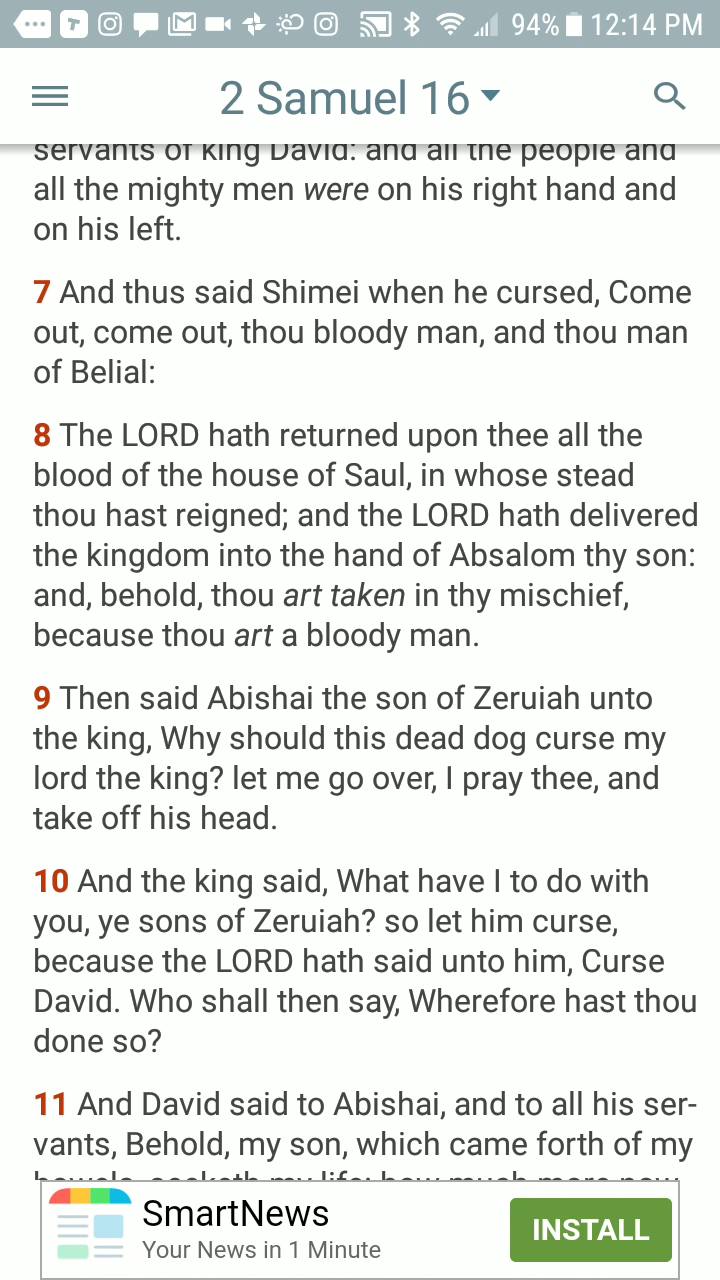 94% 12:14 PM
2 Samuel 16
servants of king David: and all the people and
all the mighty men were on his right hand and
on his left.
7 And thus said Shimei when he cursed, Come
out, come out, thou bloody man, and thou man
of Belial:
8 The LORD hath returned upon thee all the
blood of the house of Saul, in whose stead
thou hast reigned; and the LORD hath delivered
the kingdom into the hand of Absalom thy son:
and, behold, thou art taken in thy mischief,
because thou art a bloody man.
9 Then said Abishai the son of Zeruiah unto
the king, Why should this dead dog curse my
lord the king? let me go over, I pray thee, and
take off his head.
10 And the king said, What have I to do with
you, ye sons of Zeruiah? so let him curse,
because the LORD hath said unto him, Curse
David. Who shall then say, Wherefore hast thou
done so?
11 And David said to Abishai, and to all his ser-
vants, Behold, my son, which came forth of my
bowels, seeketh my life: how much more now
SmartNews
Your News in 1 Minute
INSTALL